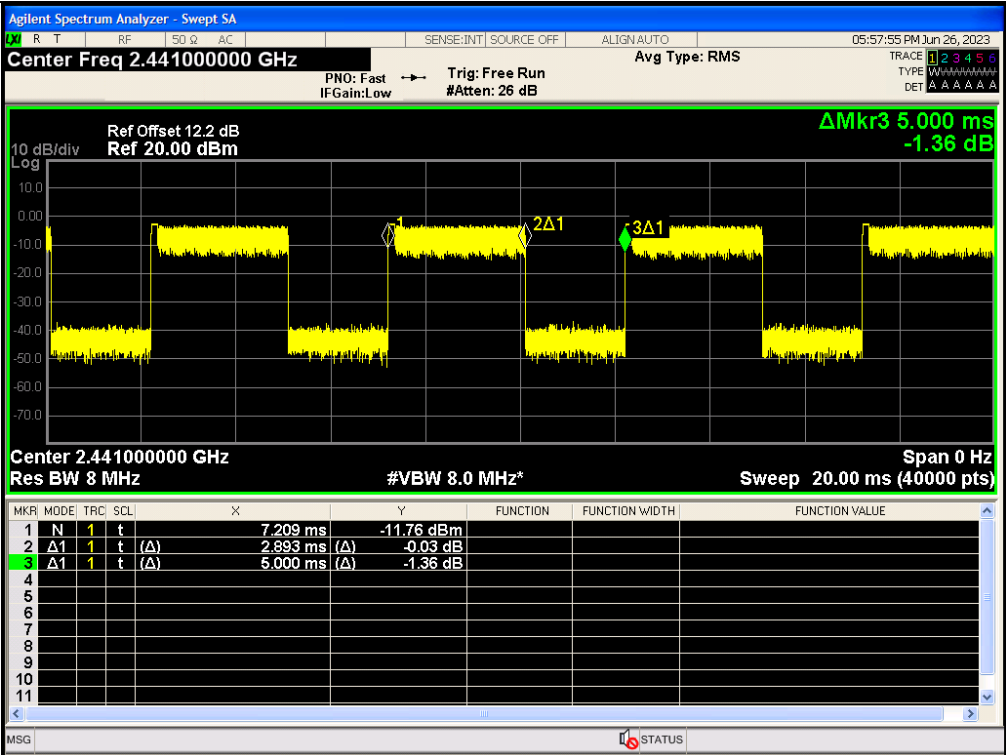 Agilent Spectrum Analyzer - Swept SA
LXI R T RF 50 Ω AC SENSE:INT SOURCE OFF ALIGN AUTO 05:57:55 PM Jun 26, 2023
Center Freq 2.441000000 GHz
PNO: Fast
IFGain:Low
Trig: Free Run
#Atten: 26 dB
Avg Type: RMS
TRACE 1 2 3 4 5 6
TYPE W
DET A A A A A A
ΔMkr3 5.000 ms
-1.36 dB
Ref Offset 12.2 dB
10 dB/div Ref 20.00 dBm
Log
10.0
0.00
-10.0
-20.0
-30.0
-40.0
-50.0
-60.0
-70.0
1
2Δ1
3Δ1
Center 2.441000000 GHz Span 0 Hz
Res BW 8 MHz #VBW 8.0 MHz* Sweep 20.00 ms (40000 pts)
MKR MODE TRC SCL X Y FUNCTION FUNCTION WIDTH FUNCTION VALUE
1 N 1 t 7.209 ms -11.76 dBm
2 Δ1 1 t (Δ) 2.893 ms (Δ) -0.03 dB
3 Δ1 1 t (Δ) 5.000 ms (Δ) -1.36 dB
4
5
6
7
8
9
10
11
MSG STATUS